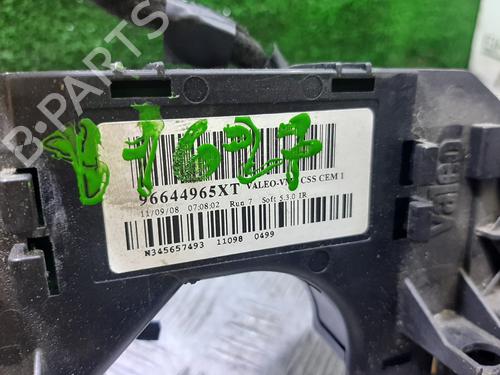 B-PARTS
11627
96644965XT VALEO-V CSS CEM 1
11/09/08 07:08:02 Run 7 Soft 5.3.0 IR
N345657493 11098 0499
Valeo